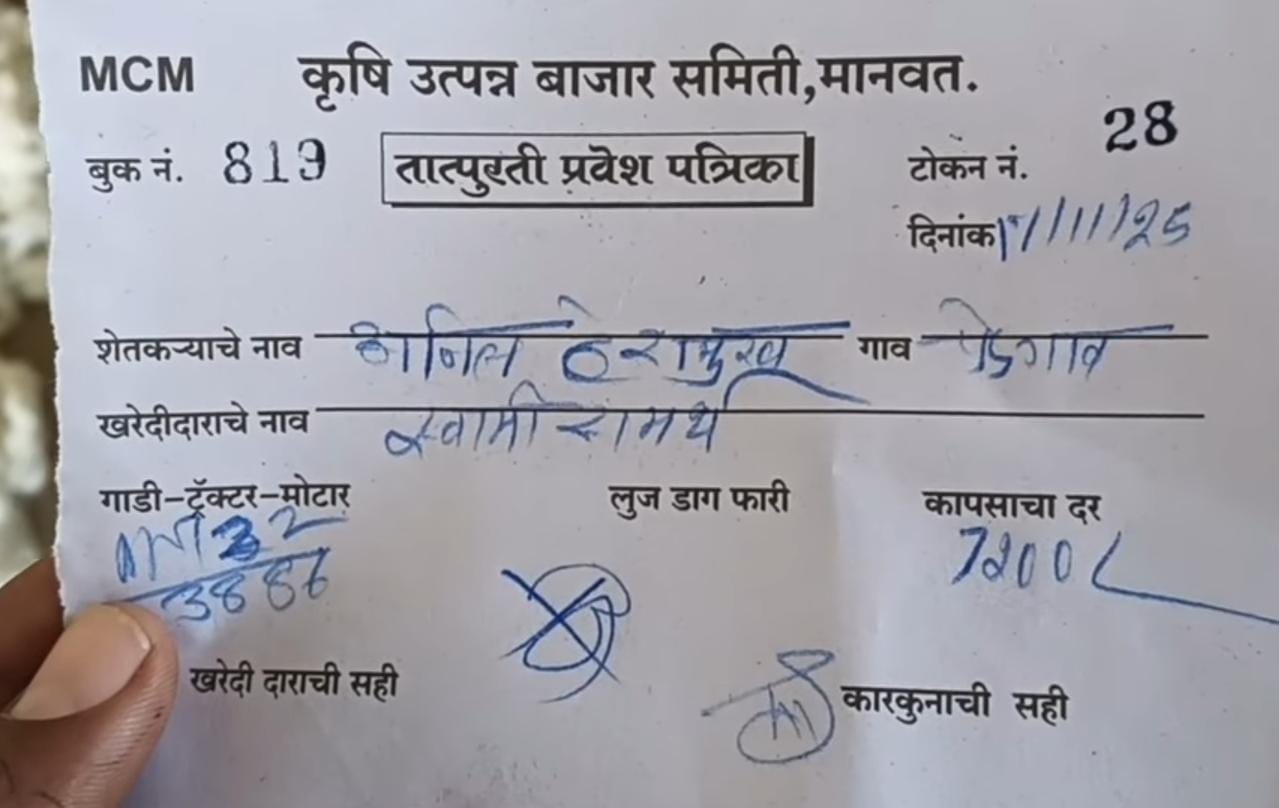 MCM कृषि उत्पन्न बाजार समिती,मानवत.
बुक नं. 819 तात्पुरती प्रवेश पत्रिका टोकन नं. 28
दिनांक /11/25
शेतकऱ्याचे नाव गाव
खरेदीदाराचे नाव स्वामी समर्थ
गाडी-ट्रॅक्टर-मोटार लुज डाग फारी कापसाचा दर
7200
3886
खरेदी दाराची सही कारकुनाची सही